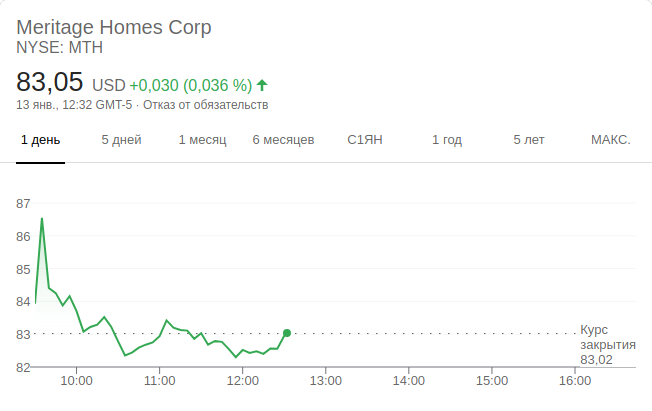 Meritage Homes Corp
NYSE: MTH
83,05 USD +0,030 (0,036 %)
13 янв., 12:32 GMT-5 · Отказ от обязательств
1 день 5 дней 1 месяц 6 месяцев С1ЯН 1 год 5 лет МАКС.
87
86
85
84
83
82
Курс
закрытия
83,02
10:00 11:00 12:00 13:00 14:00 15:00 16:00